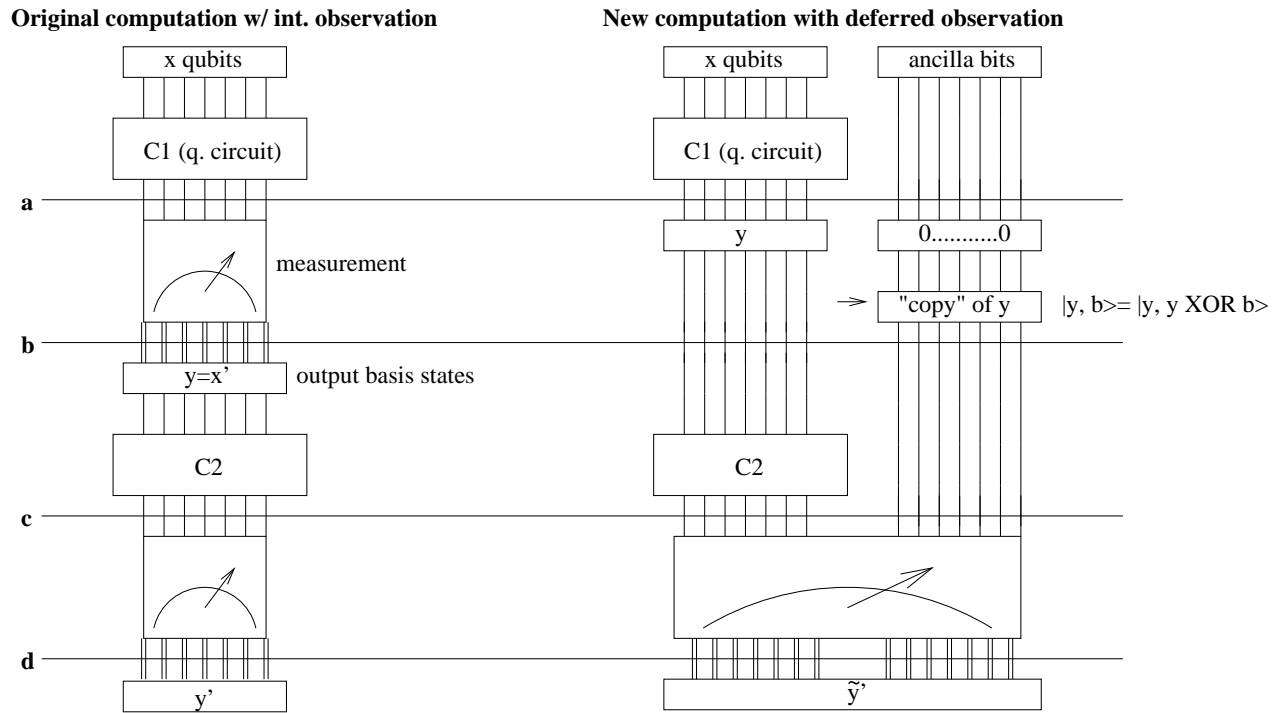 Original computation w/ int. observation
New computation with deferred observation
x qubits
x qubits
ancilla bits
C1 (q. circuit)
C1 (q. circuit)
a
y
0...........0
measurement
"copy" of y
|y, b>= |y, y XOR b>
b
y=x’
output basis states
C2
C2
c
d
y’
ỹ’